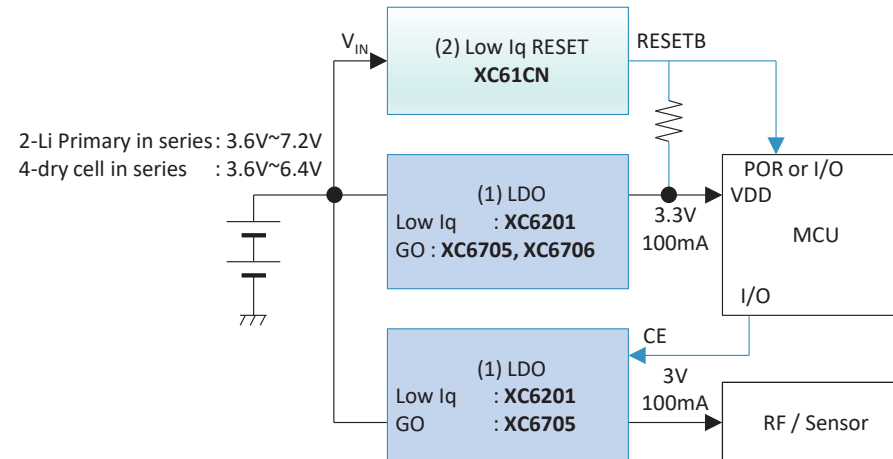 V_IN
(2) Low Iq RESET
XC61CN
RESETB
2-Li Primary in series : 3.6V~7.2V
4-dry cell in series : 3.6V~6.4V
(1) LDO
Low Iq : XC6201
GO : XC6705, XC6706
3.3V
100mA
POR or I/O
VDD
MCU
I/O
CE
(1) LDO
Low Iq : XC6201
GO : XC6705
3V
100mA
RF / Sensor